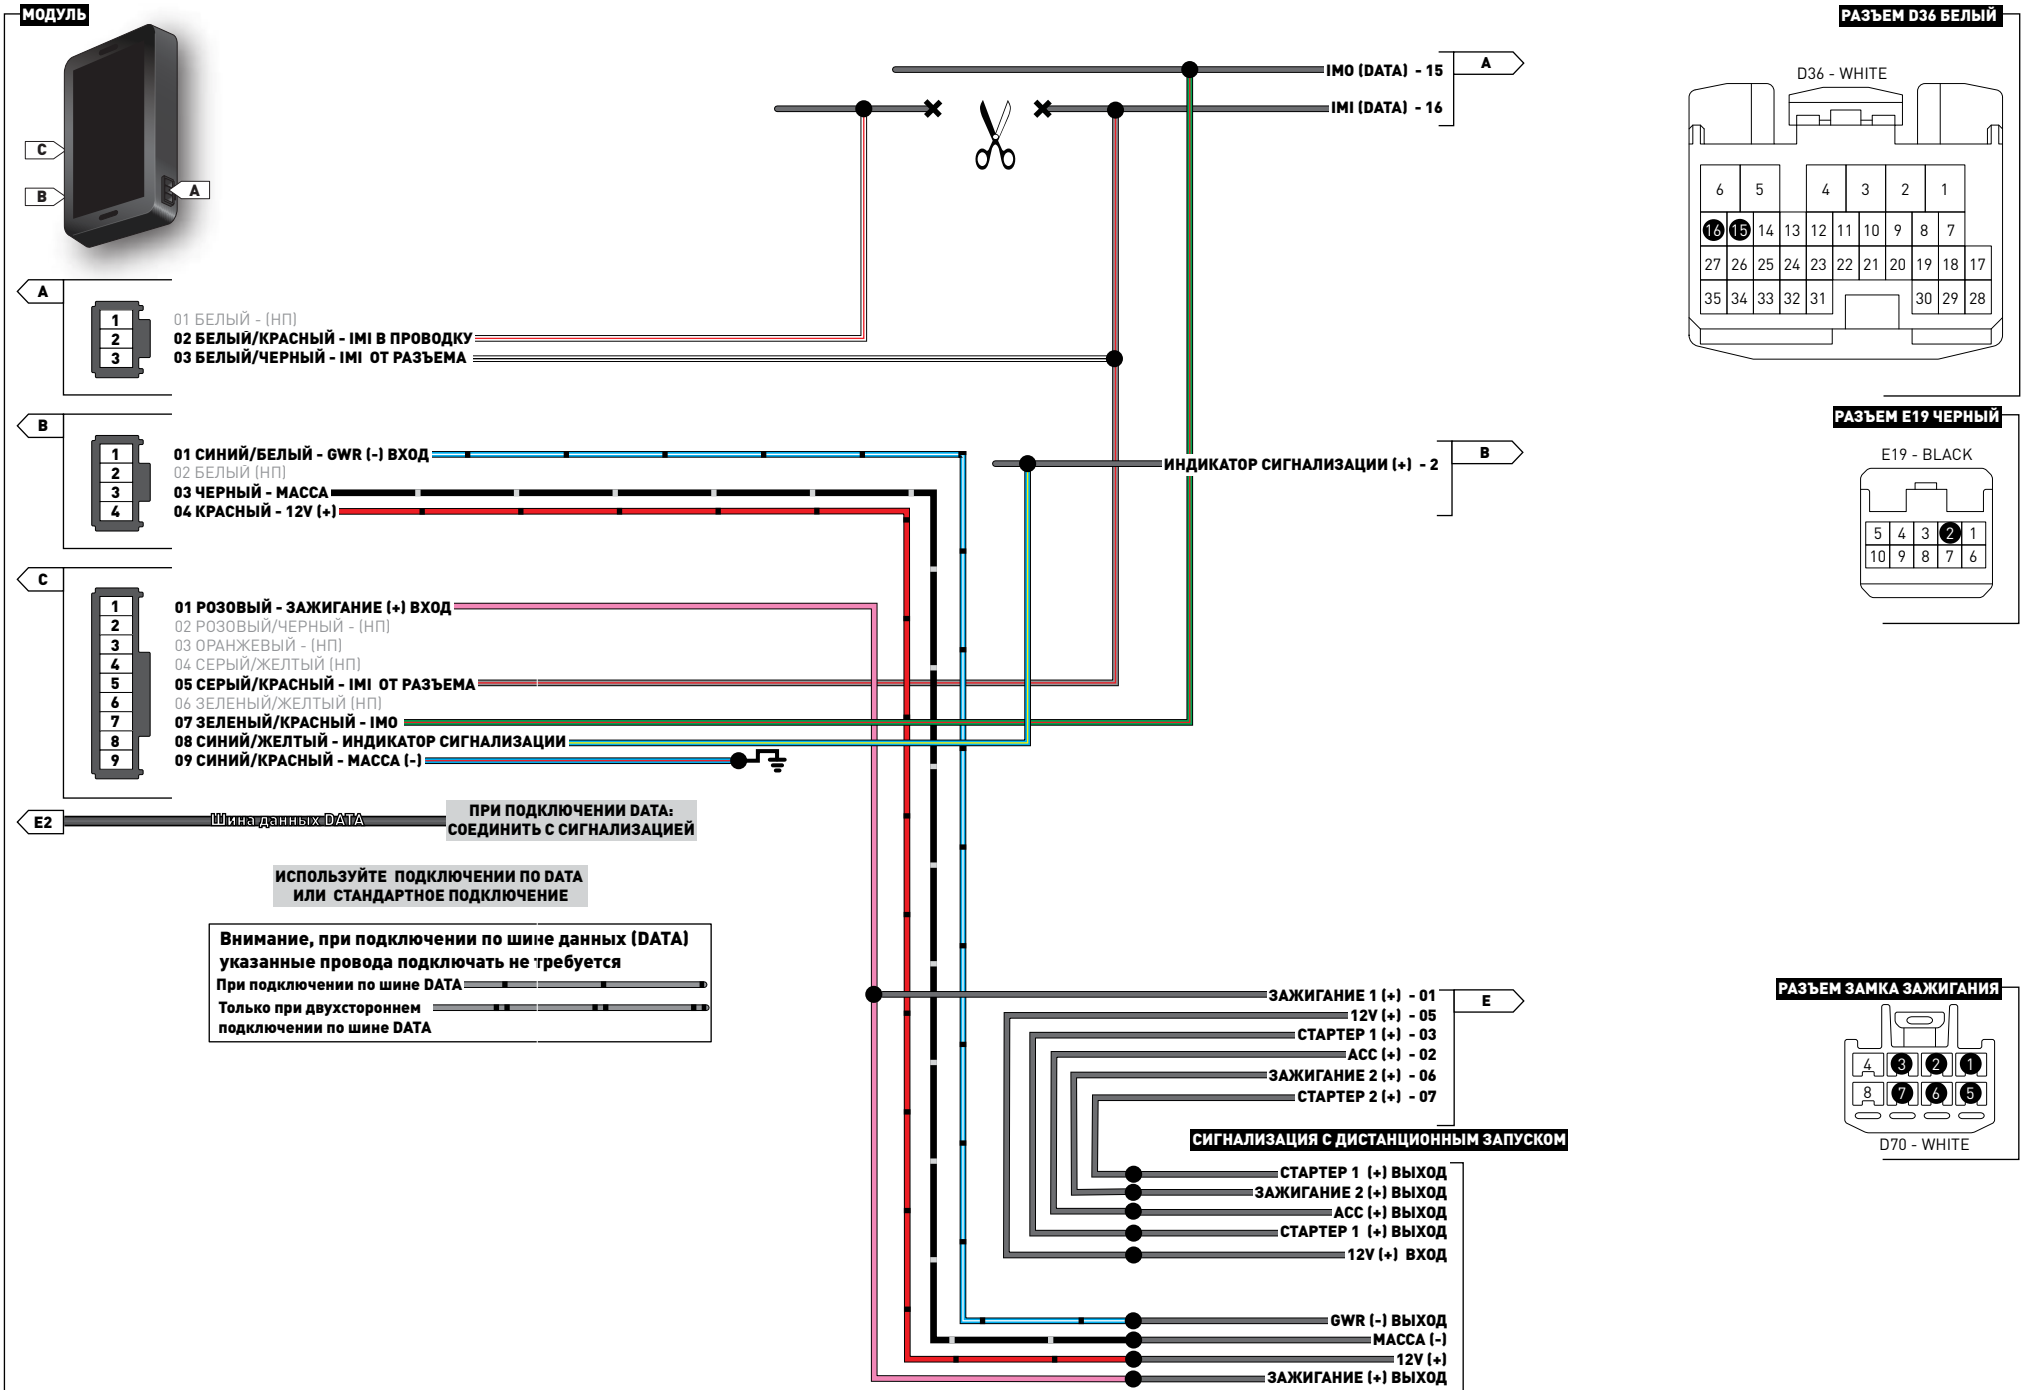 МОДУЛЬ
C
B
A
A
1
2
3
01 БЕЛЫЙ - (НП)
02 БЕЛЫЙ/КРАСНЫЙ - IMI В ПРОВОДКУ
03 БЕЛЫЙ/ЧЕРНЫЙ - IMI ОТ РАЗЪЕМА
B
1
2
3
4
01 СИНИЙ/БЕЛЫЙ - GWR (-) ВХОД
02 БЕЛЫЙ (НП)
03 ЧЕРНЫЙ - МАССА
04 КРАСНЫЙ - 12V (+)
C
1
2
3
4
5
6
7
8
9
01 РОЗОВЫЙ - ЗАЖИГАНИЕ (+) ВХОД
02 РОЗОВЫЙ/ЧЕРНЫЙ - (НП)
03 ОРАНЖЕВЫЙ - (НП)
04 СЕРЫЙ/ЖЕЛТЫЙ (НП)
05 СЕРЫЙ/КРАСНЫЙ - IMI ОТ РАЗЪЕМА
06 ЗЕЛЕНЫЙ/ЖЕЛТЫЙ (НП)
07 ЗЕЛЕНЫЙ/КРАСНЫЙ - IMO
08 СИНИЙ/ЖЕЛТЫЙ - ИНДИКАТОР СИГНАЛИЗАЦИИ
09 СИНИЙ/КРАСНЫЙ - МАССА (-)
E2
Шина данных DATA
ПРИ ПОДКЛЮЧЕНИИ DATA:
СОЕДИНИТЬ С СИГНАЛИЗАЦИЕЙ
ИСПОЛЬЗУЙТЕ ПОДКЛЮЧЕНИИ ПО DATA
ИЛИ СТАНДАРТНОЕ ПОДКЛЮЧЕНИЕ
Внимание, при подключении по шине данных (DATA)
указанные провода подключать не требуется
При подключении по шине DATA
Только при двухстороннем
подключении по шине DATA
IMO (DATA) - 15
IMI (DATA) - 16
A
ИНДИКАТОР СИГНАЛИЗАЦИИ (+) - 2
B
ЗАЖИГАНИЕ 1 (+) - 01
12V (+) - 05
СТАРТЕР 1 (+) - 03
ACC (+) - 02
ЗАЖИГАНИЕ 2 (+) - 06
СТАРТЕР 2 (+) - 07
E
СИГНАЛИЗАЦИЯ С ДИСТАНЦИОННЫМ ЗАПУСКОМ
СТАРТЕР 1 (+) ВЫХОД
ЗАЖИГАНИЕ 2 (+) ВЫХОД
ACC (+) ВЫХОД
СТАРТЕР 1 (+) ВЫХОД
12V (+) ВХОД
GWR (-) ВЫХОД
МАССА (-)
12V (+)
ЗАЖИГАНИЕ (+) ВЫХОД
РАЗЪЕМ D36 БЕЛЫЙ
D36 - WHITE
6 5 4 3 2 1
16 15 14 13 12 11 10 9 8 7
27 26 25 24 23 22 21 20 19 18 17
35 34 33 32 31 30 29 28
РАЗЪЕМ E19 ЧЕРНЫЙ
E19 - BLACK
5 4 3 2 1
10 9 8 7 6
РАЗЪЕМ ЗАМКА ЗАЖИГАНИЯ
4 3 2 1
8 7 6 5
D70 - WHITE